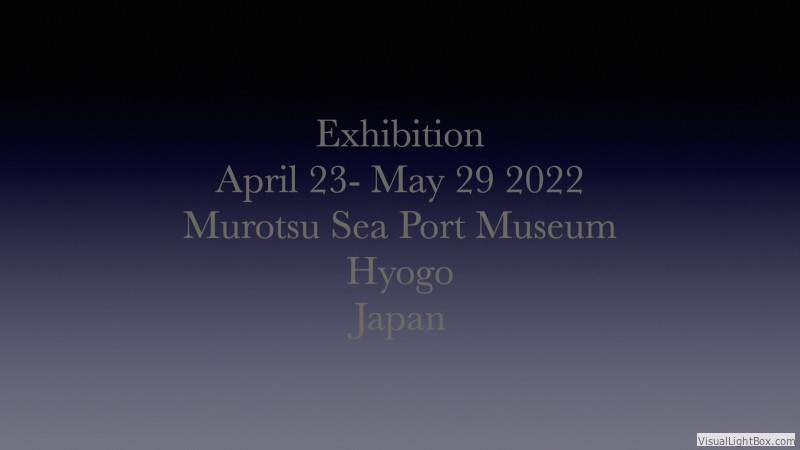 Exhibition
April 23- May 29 2022
Murotsu Sea Port Museum
Hyogo
Japan
VisualLightBox.com